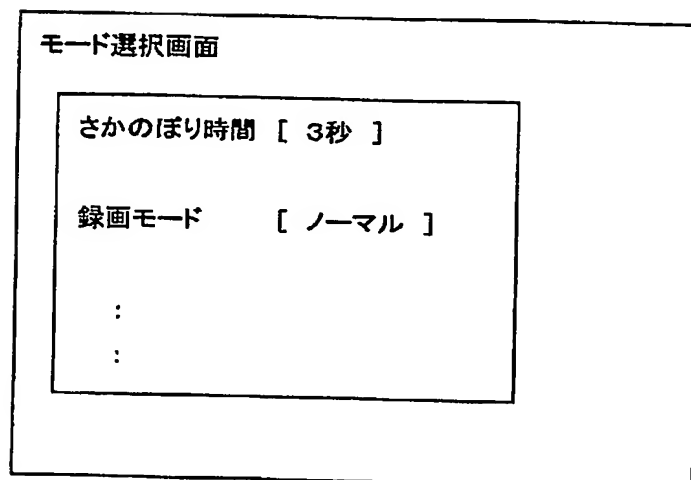 モード選択画面
さかのぼり時間 [ 3秒 ]
録画モード [ ノーマル ]
:
: